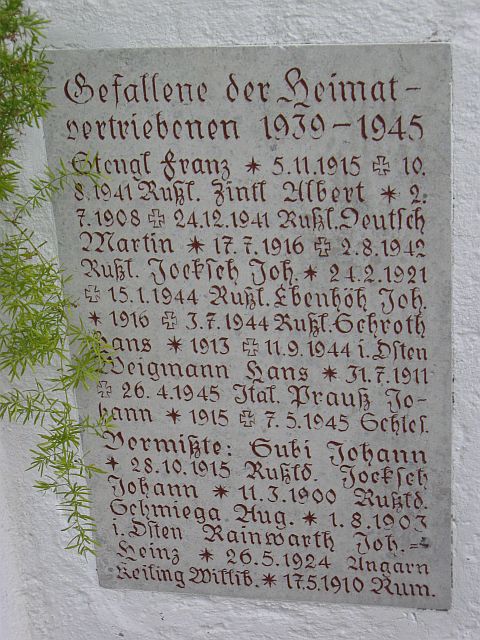 Gefallene der Heimat-
vertriebenen 1939-1945
Stengl Franz * 5.11.1915 ✠ 10.
8.1941 Rußl. Zintl Albert * 2.
7.1908 ✠ 24.12.1941 Rußl. Deutsch
Martin * 17.7.1916 ✠ 2.8.1942
Rußl. Jocksch Joh. * 24.2.1921
✠ 15.1.1944 Rußl. Ebenhöh Joh.
* 1916 ✠ 3.7.1944 Rußl. Schroth
Hans * 1913 ✠ 11.9.1944 i. Osten
Weigmann Hans * 31.7.1911
✠ 26.4.1945 Ital. Prauß Jo-
hann * 1915 ✠ 7.5.1945 Schles.
Vermißte: Subi Johann
* 28.10.1915 Rußld. Jocksch
Johann * 11.3.1900 Rußld.
Schmiega Aug. * 1.8.1903
i. Osten Rainwarth Joh.=
Heinz * 26.5.1924 Ungarn
Keiling Willib. * 17.5.1910 Rum.